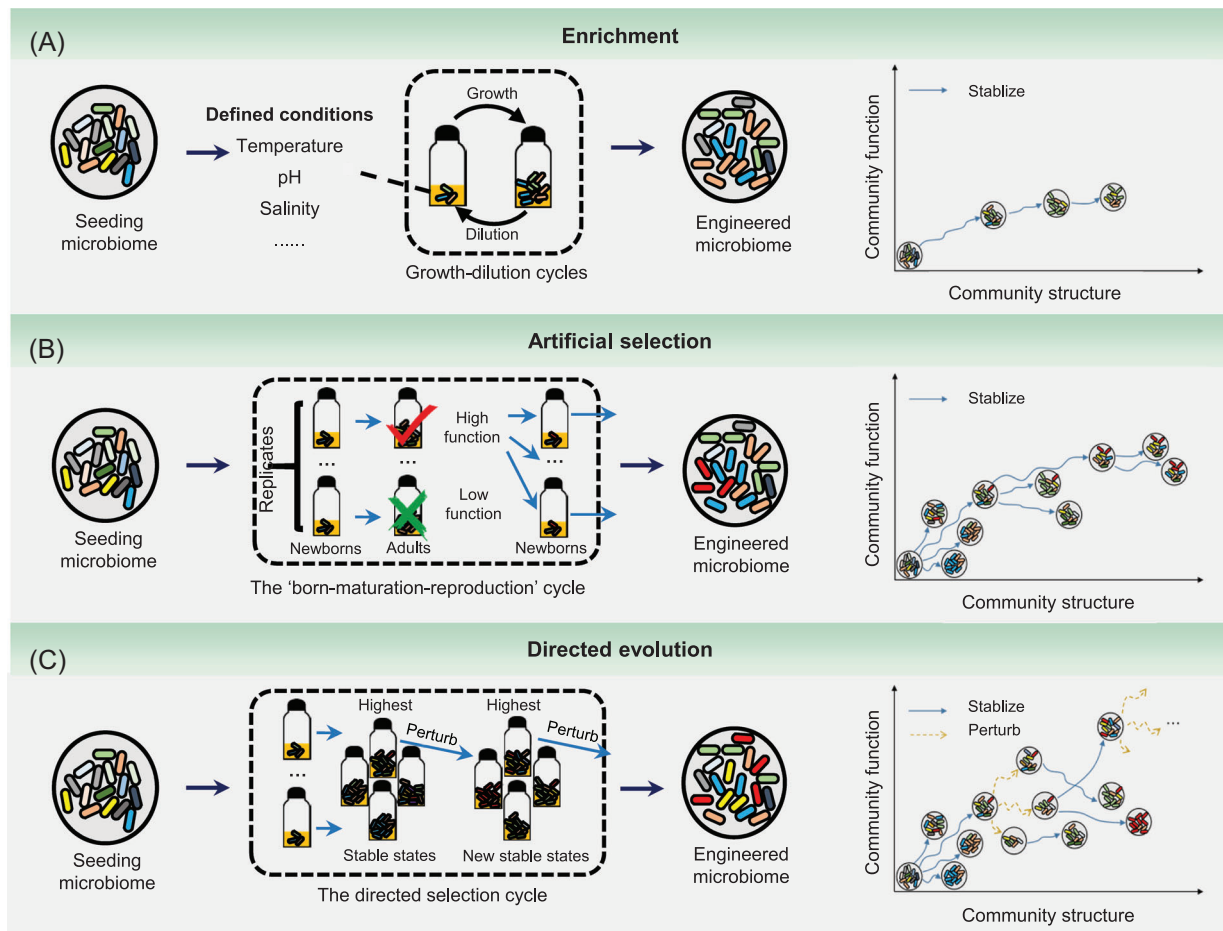 (A)
Enrichment
Seeding
microbiome
Defined conditions
Temperature
pH
Salinity
......
Growth
Dilution
Growth-dilution cycles
Engineered
microbiome
Community function
Stablize
Community structure
(B)
Artificial selection
Seeding
microbiome
Replicates
...
...
High
function
Low
function
...
Newborns
Adults
Newborns
The ‘born-maturation-reproduction’ cycle
Engineered
microbiome
Community function
Stablize
Community structure
(C)
Directed evolution
Seeding
microbiome
...
Highest
Perturb
Highest
Perturb
Stable states
New stable states
The directed selection cycle
Engineered
microbiome
Community function
Stablize
Perturb
...
Community structure